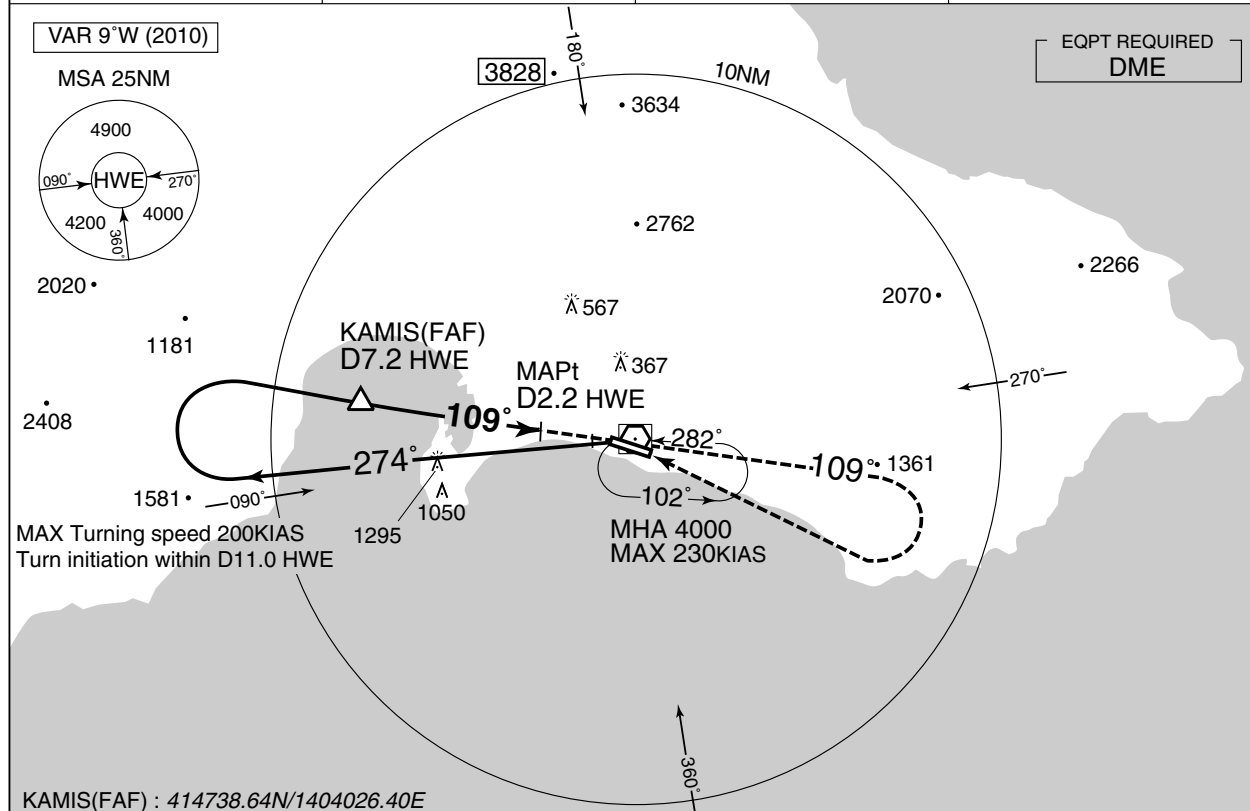 VAR 9°W (2010)
MSA 25NM
4900
090°
HWE
270°
4200
4000
360°
3828
180°
10NM
3634
EQPT REQUIRED
DME
2762
2266
2020
2070
567
1181
KAMIS(FAF)
D7.2 HWE
367
MAPt
D2.2 HWE
270°
2408
109°
282°
274°
109°
1361
1581
090°
1295
1050
102°
MAX Turning speed 200KIAS
Turn initiation within D11.0 HWE
MHA 4000
MAX 230KIAS
360°
KAMIS(FAF) : 414738.64N/1404026.40E